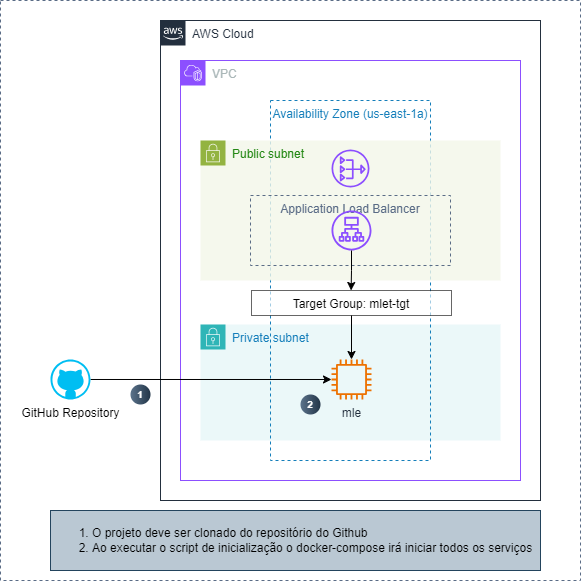 aws
AWS Cloud
VPC
Availability Zone (us-east-1a)
Public subnet
Application Load Balancer
Target Group: mlet-tgt
Private subnet
1
2
GitHub Repository
mle
1. O projeto deve ser clonado do repositório do Github
2. Ao executar o script de inicialização o docker-compose irá iniciar todos os serviços